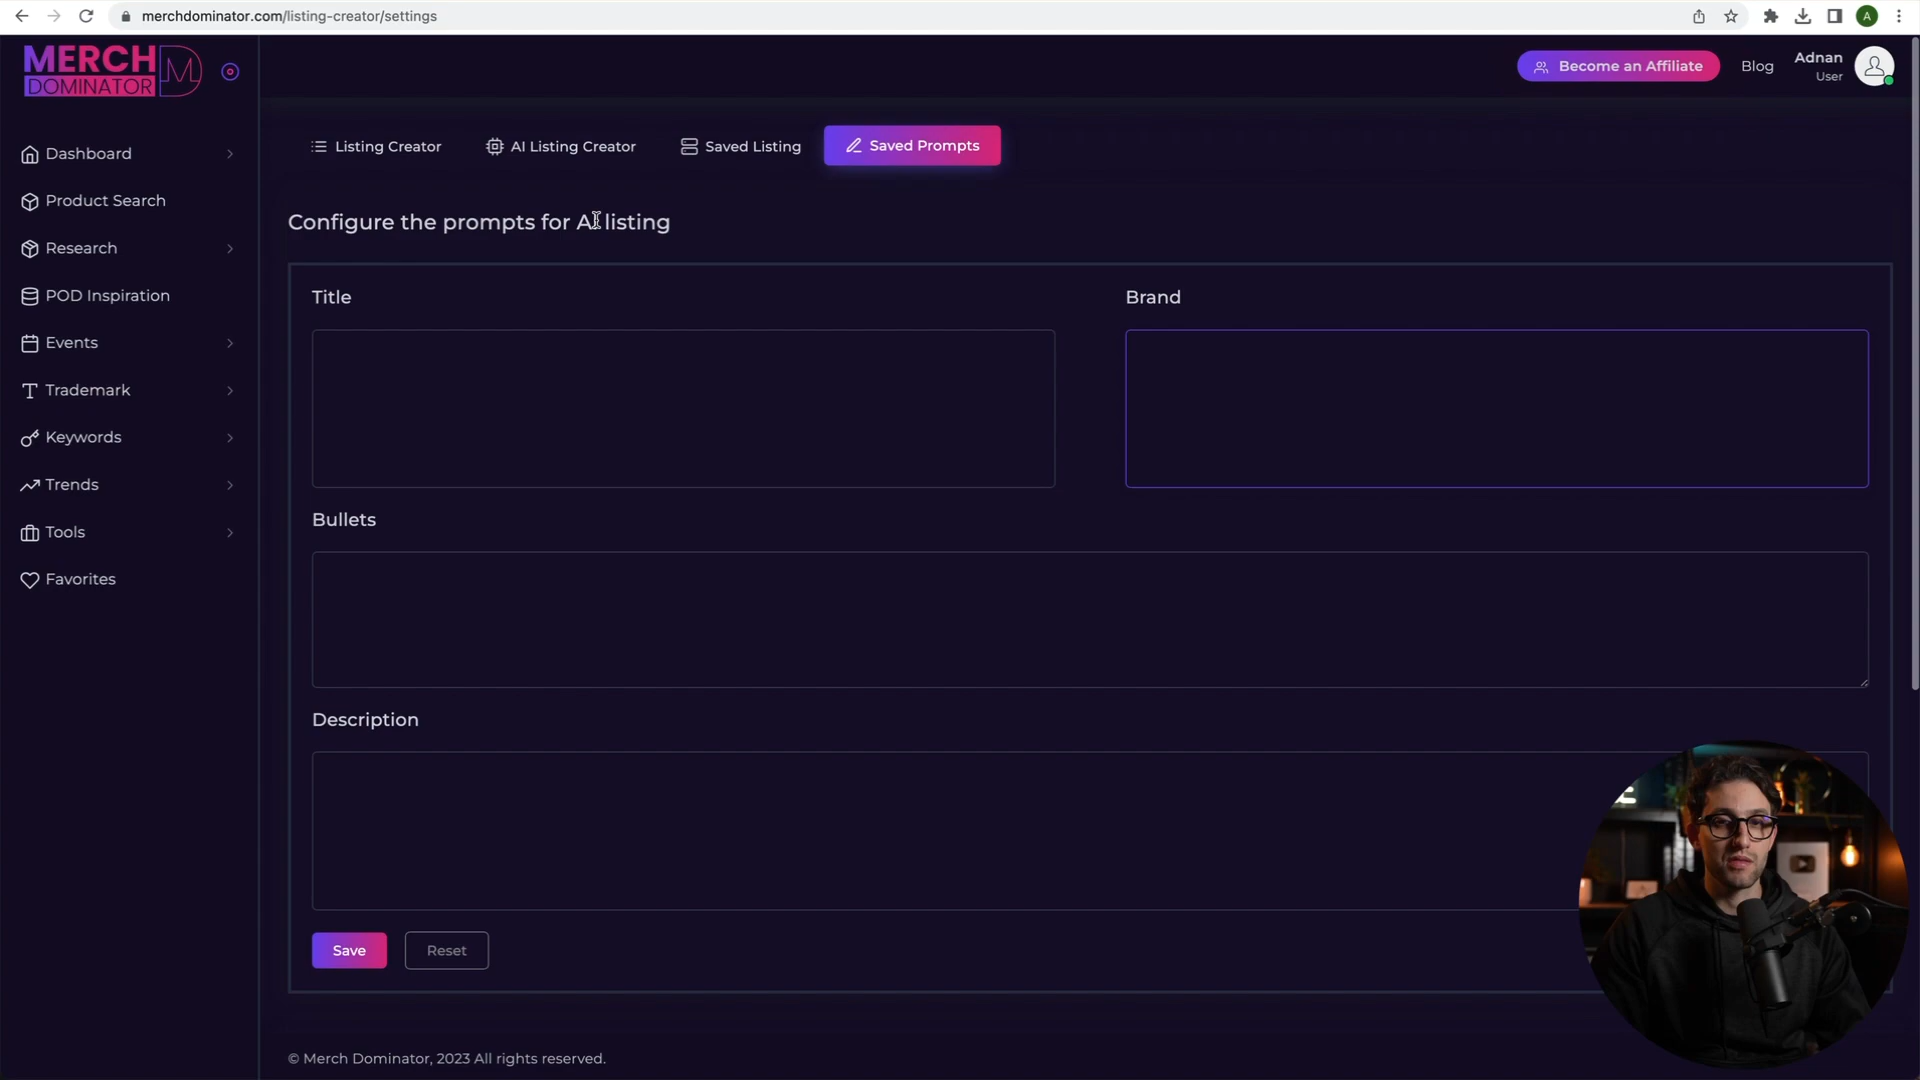 merchdominator.com/listing-creator/settings
A
MERCH
DOMINATOR
Become an Affiliate
Blog
Adnan
User
Dashboard
Product Search
Research
POD Inspiration
Events
Trademark
Keywords
Trends
Tools
Favorites
Listing Creator
AI Listing Creator
Saved Listing
Saved Prompts
Configure the prompts for AI listing
Title
Brand
Bullets
Description
Save
Reset
© Merch Dominator, 2023 All rights reserved.